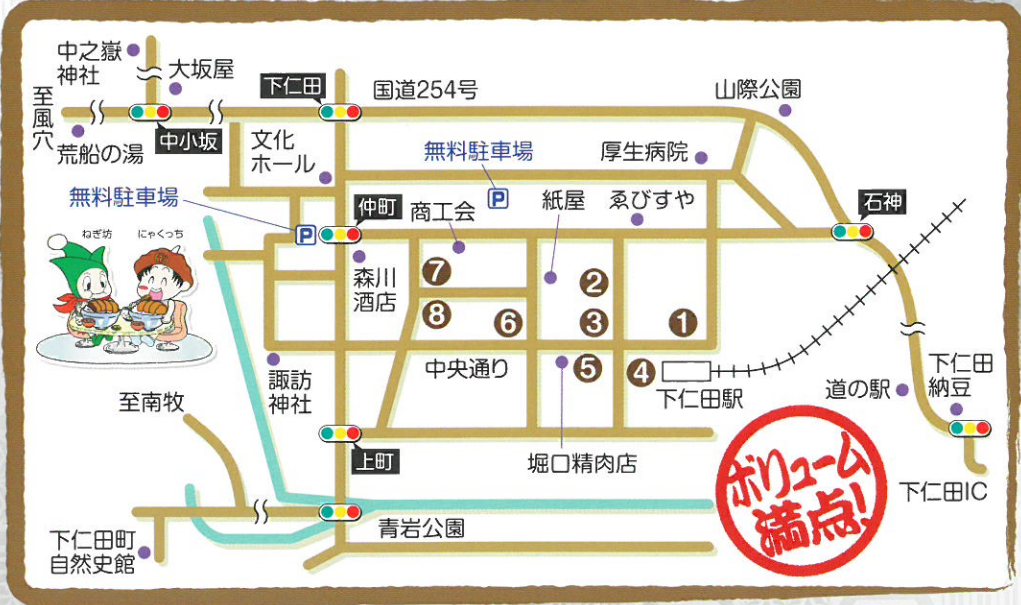 中之嶽
神社
大坂屋
下仁田
国道254号
山際公園
至風穴
荒船の湯
中小坂
文化
ホール
無料駐車場
P
厚生病院
無料駐車場
P
仲町
商工会
紙屋
ゑびすや
石神
ねぎ坊
にゃくっち
森川
酒店
7
2
8
6
3
1
中央通り
5
4
下仁田駅
道の駅
下仁田
納豆
諏訪
神社
至南牧
上町
堀口精肉店
下仁田IC
ボリューム
満点!
青岩公園
下仁田町
自然史館